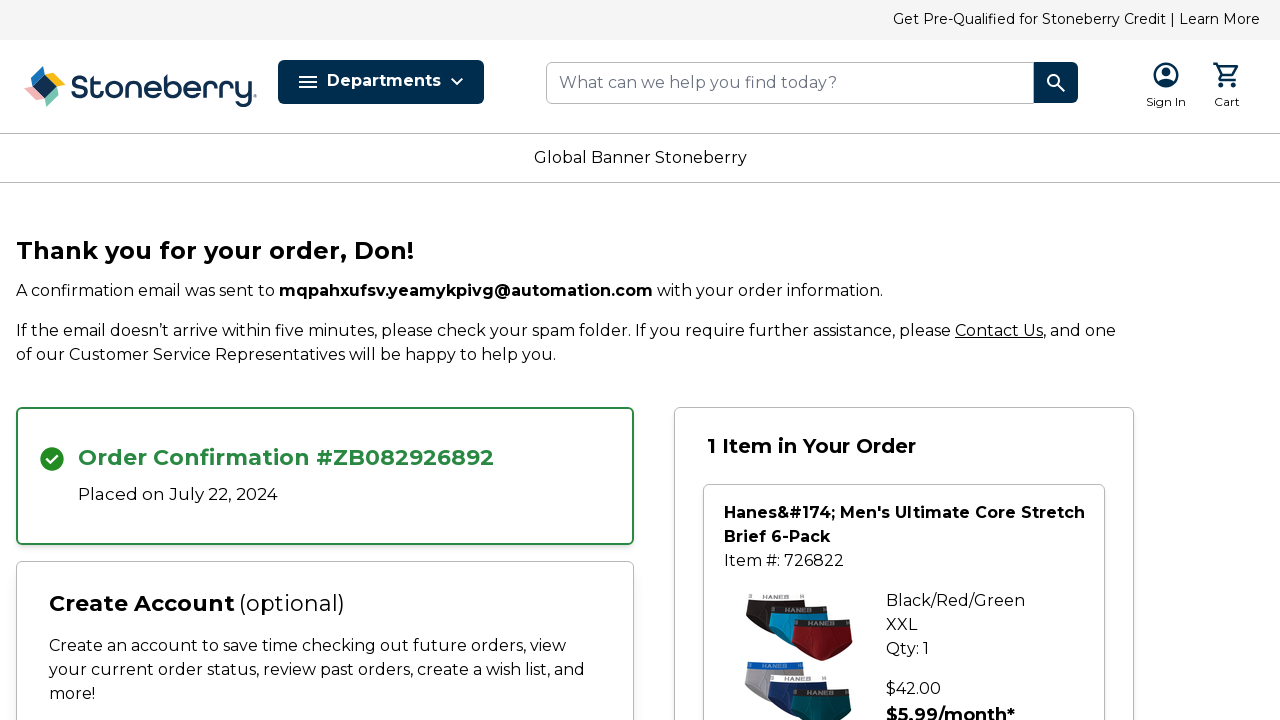 Get Pre-Qualified for Stoneberry Credit | Learn More
Stoneberry®
Departments
What can we help you find today?
Sign In
Cart
Global Banner Stoneberry
Thank you for your order, Don!
A confirmation email was sent to mqpahxufsv.yeamykpivg@automation.com with your order information.
If the email doesn’t arrive within five minutes, please check your spam folder. If you require further assistance, please Contact Us, and one
of our Customer Service Representatives will be happy to help you.
Order Confirmation #ZB082926892
Placed on July 22, 2024
Create Account (optional)
Create an account to save time checking out future orders, view
your current order status, review past orders, create a wish list, and
more!
1 Item in Your Order
Hanes&#174; Men's Ultimate Core Stretch
Brief 6-Pack
Item #: 726822
HANES
HANES
HANES
HANES
HANES
HANES
Black/Red/Green
XXL
Qty: 1
$42.00
$5.99/month*